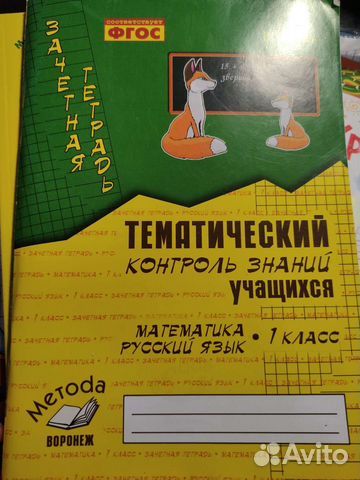 соответствует
ФГОС
ЗАЧЕТНАЯ
ТЕТРАДЬ
ТЕМАТИЧЕСКИЙ
КОНТРОЛЬ ЗНАНИЙ
УЧАЩИХСЯ
МАТЕМАТИКА
РУССКИЙ ЯЗЫК • 1 КЛАСС
Метода
ВОРОНЕЖ
Avito